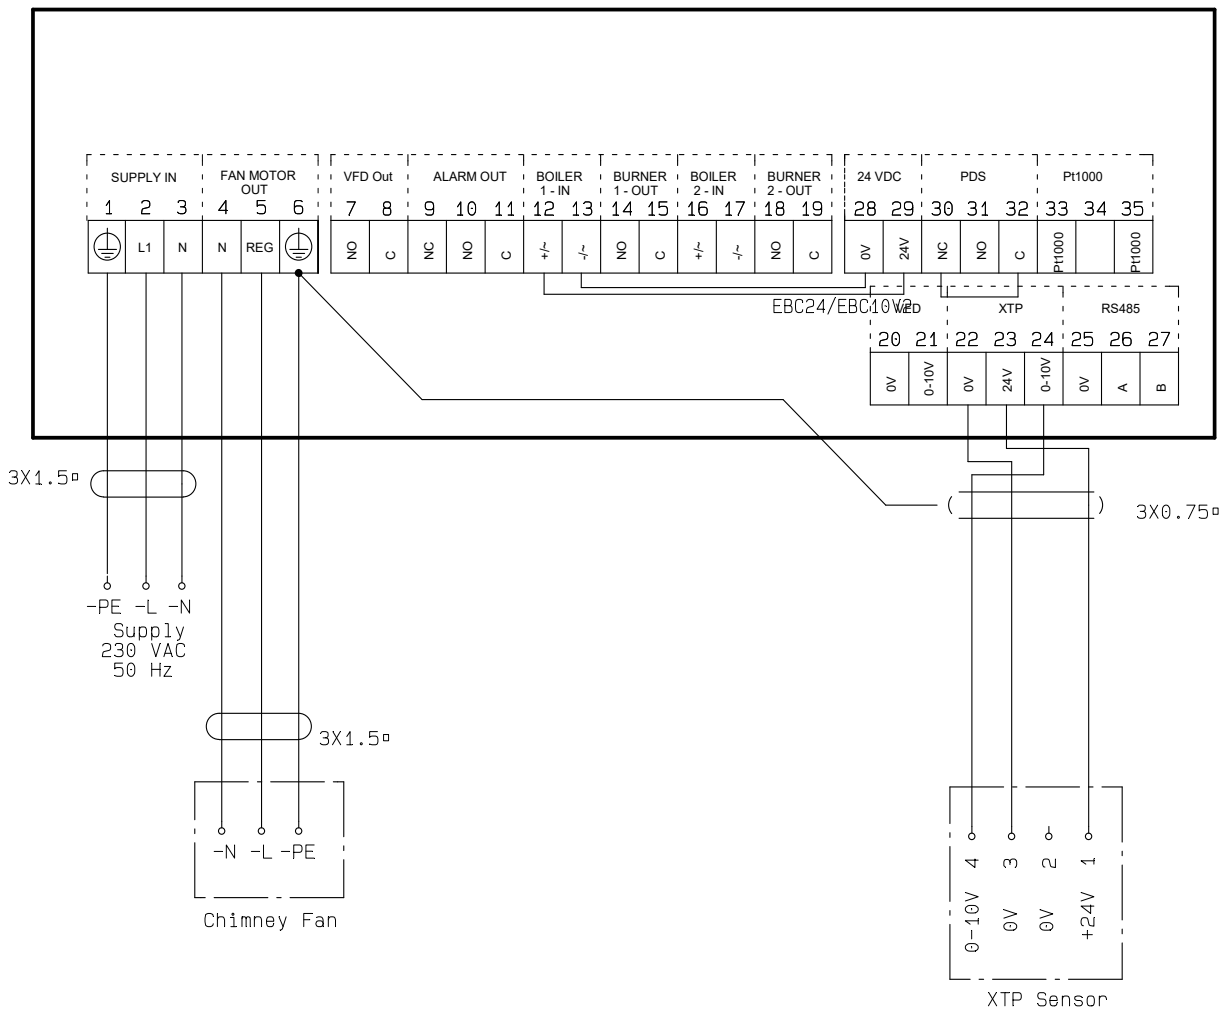 SUPPLY IN FAN MOTOR OUT VFD Out ALARM OUT BOILER 1 - IN BURNER 1 - OUT BOILER 2 - IN BURNER 2 - OUT 24 VDC PDS Pt1000
1 2 3 4 5 6 7 8 9 10 11 12 13 14 15 16 17 18 19 28 29 30 31 32 33 34 35
L1 N N REG NO C NC NO C +/~ -/~ NO C +/~ -/~ NO C 0V 24V NC NO C Pt1000 Pt1000
EBC24/EBC10V2
VFD XTP RS485
20 21 22 23 24 25 26 27
0V 0-10V 0V 24V 0-10V 0V A B
3X1.5▫
3X0.75▫
-PE -L -N
Supply
230 VAC
50 Hz
3X1.5▫
-N -L -PE
Chimney Fan
4 3 2 1
0-10V 0V 0V +24V
XTP Sensor